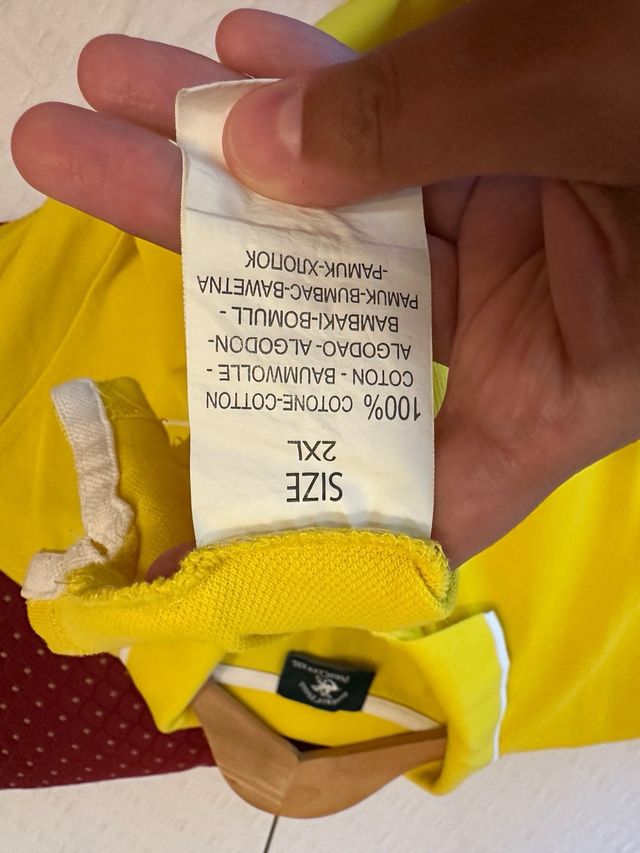 SIZE
2XL
100% COTONE-COTTON
COTON - BAUMWOLLE -
ALGODAO - ALGODON-
BAMBAKI-BOMULL -
PAMUK-BUMBAC-BAWETNA
-PAMUK-ХЛОПОК